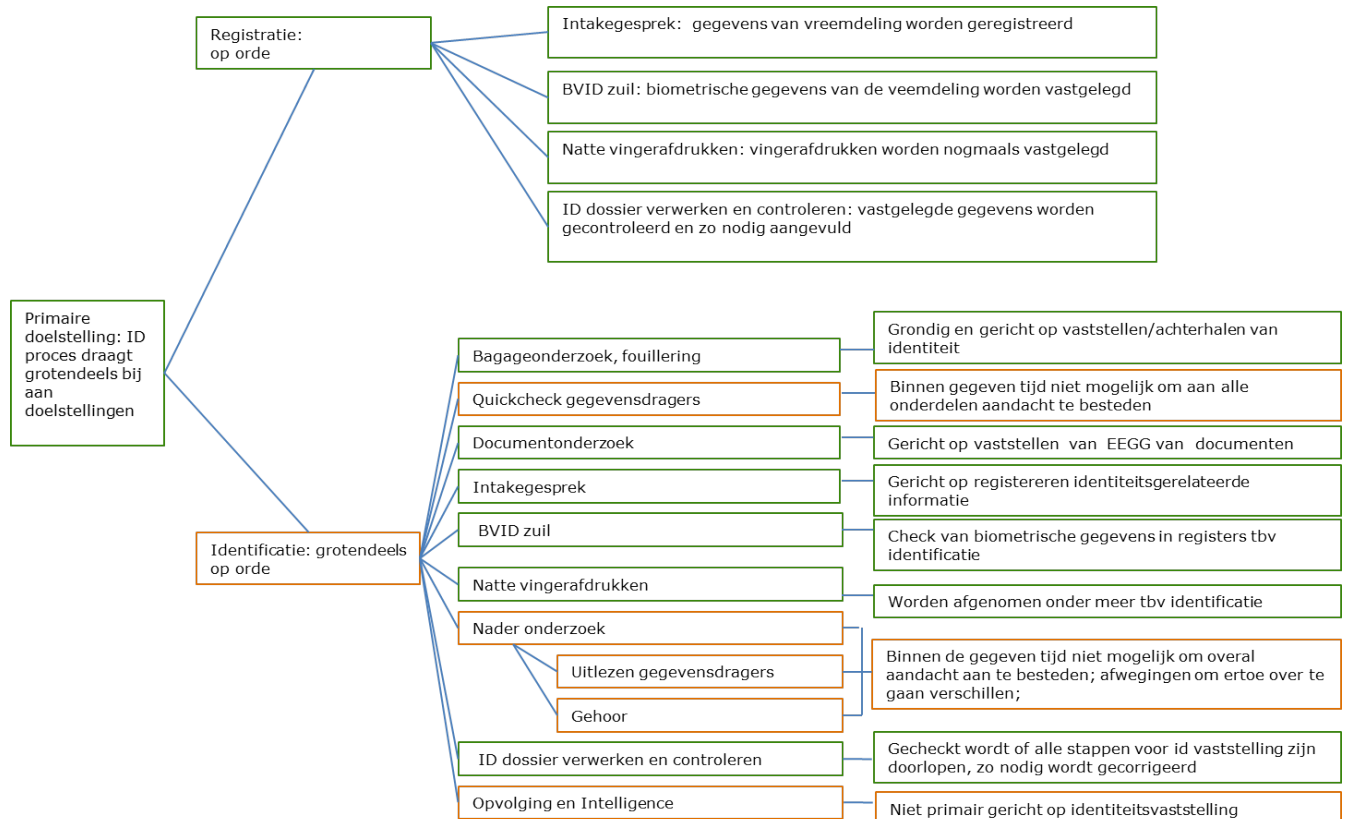 Registratie:
op orde
Intakegesprek: gegevens van vreemdeling worden geregistreerd
BVID zuil: biometrische gegevens van de veemdeling worden vastgelegd
Natte vingerafdrukken: vingerafdrukken worden nogmaals vastgelegd
ID dossier verwerken en controleren: vastgelegde gegevens worden
gecontroleerd en zo nodig aangevuld
Primaire
doelstelling: ID
proces draagt
grotendeels bij
aan
doelstellingen
Identificatie: grotendeels
op orde
Bagageonderzoek, fouillering
Grondig en gericht op vaststellen/achterhalen van
identiteit
Quickcheck gegevensdragers
Binnen gegeven tijd niet mogelijk om aan alle
onderdelen aandacht te besteden
Documentonderzoek
Gericht op vaststellen van EEGG van documenten
Intakegesprek
Gericht op registereren identiteitsgerelateerde
informatie
BVID zuil
Check van biometrische gegevens in registers tbv
identificatie
Natte vingerafdrukken
Worden afgenomen onder meer tbv identificatie
Nader onderzoek
Uitlezen gegevensdragers
Gehoor
Binnen de gegeven tijd niet mogelijk om overal
aandacht aan te besteden; afwegingen om ertoe over te
gaan verschillen;
ID dossier verwerken en controleren
Gecheckt wordt of alle stappen voor id vaststelling zijn
doorlopen, zo nodig wordt gecorrigeerd
Opvolging en Intelligence
Niet primair gericht op identiteitsvaststelling